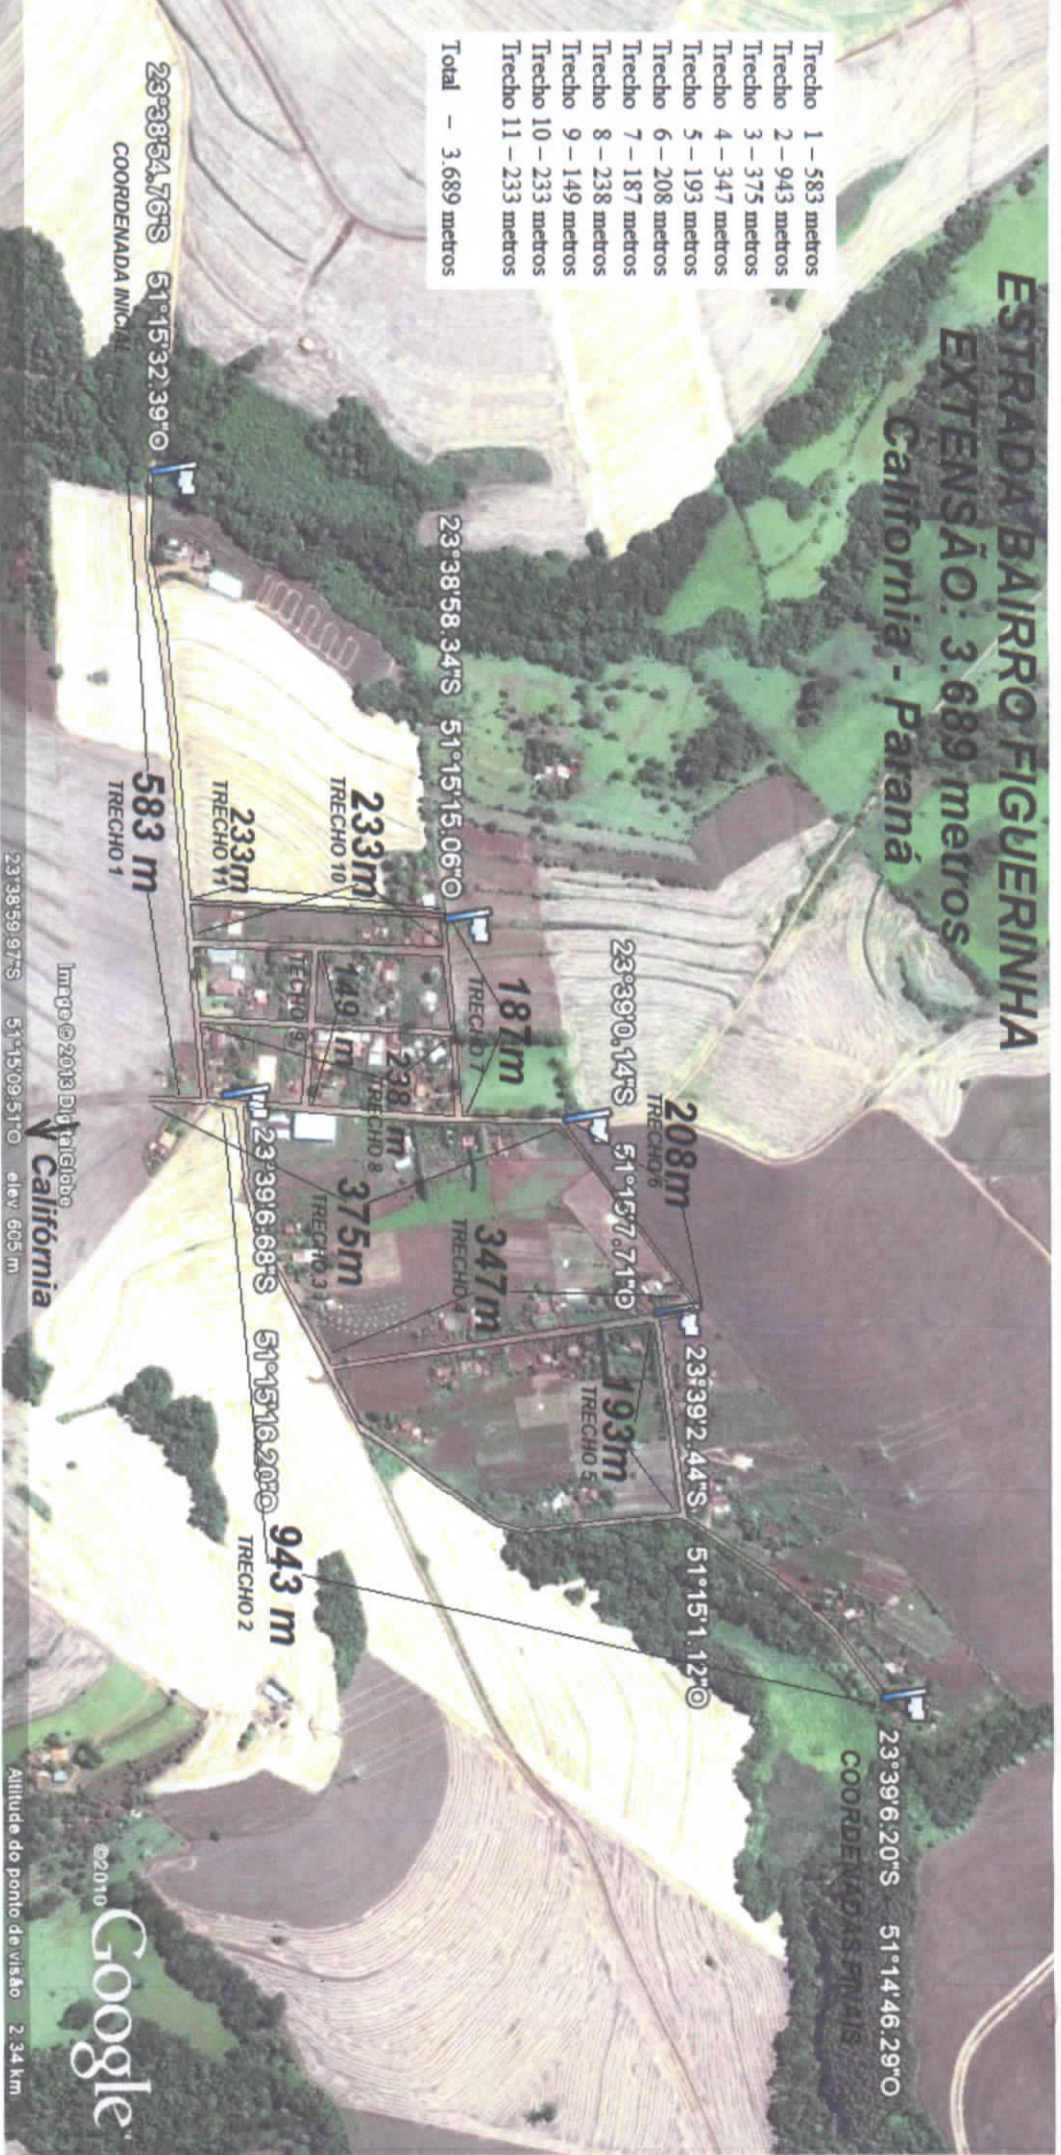 ESTRADA BAIRRO FIGUERINHA
EXTENSÃO: 3.689 metros
Califórnia - Paraná
Trecho 1 – 583 metros
Trecho 2 – 943 metros
Trecho 3 – 375 metros
Trecho 4 – 347 metros
Trecho 5 – 193 metros
Trecho 6 – 208 metros
Trecho 7 – 187 metros
Trecho 8 – 238 metros
Trecho 9 – 149 metros
Trecho 10 – 233 metros
Trecho 11 – 233 metros
Total – 3.689 metros
23°39'6.20"S 51°14'46.29"O
COORDENADAS FINAIS
23°39'2.44"S 51°15'1.12"O
208m
TRECHO 6
23°39'0.14"S 51°15'7.71"O
193m
TRECHO 5
187m
TRECHO 7
347m
TRECHO 4
23°38'58.34"S 51°15'15.06"O
238 m
TRECHO 8
233m
TRECHO 10
149 m
TECHO 9
375m
TRECHO 3
943 m
TRECHO 2
23°39'6.68"S 51°15'16.20"O
233m
TRECHO 11
23°38'54.76"S 51°15'32.39"O
COORDENADA INICIAL
583 m
TRECHO 1
Califórnia
Image © 2013 DigitalGlobe
©2010 Google
23°38'59.97"S 51°15'09.51"O elev 605 m
Altitude do ponto de visão 2.34 km